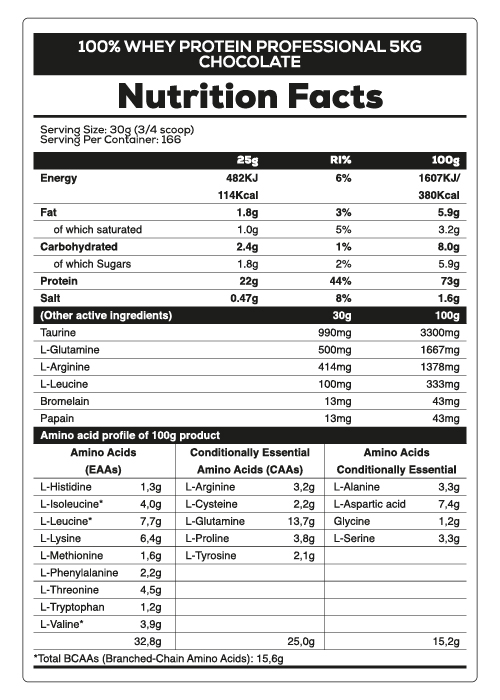 100% WHEY PROTEIN PROFESSIONAL 5KG
CHOCOLATE
Nutrition Facts
Serving Size: 30g (3/4 scoop)
Serving Per Container: 166
25g RI% 100g
Energy 482KJ 6% 1607KJ/
114Kcal 380Kcal
Fat 1.8g 3% 5.9g
of which saturated 1.0g 5% 3.2g
Carbohydrated 2.4g 1% 8.0g
of which Sugars 1.8g 2% 5.9g
Protein 22g 44% 73g
Salt 0.47g 8% 1.6g
(Other active ingredients) 30g 100g
Taurine 990mg 3300mg
L-Glutamine 500mg 1667mg
L-Arginine 414mg 1378mg
L-Leucine 100mg 333mg
Bromelain 13mg 43mg
Papain 13mg 43mg
Amino acid profile of 100g product
Amino Acids Conditionally Essential Amino Acids
(EAAs) Amino Acids (CAAs) Conditionally Essential
L-Histidine 1,3g L-Arginine 3,2g L-Alanine 3,3g
L-Isoleucine* 4,0g L-Cysteine 2,2g L-Aspartic acid 7,4g
L-Leucine* 7,7g L-Glutamine 13,7g Glycine 1,2g
L-Lysine 6,4g L-Proline 3,8g L-Serine 3,3g
L-Methionine 1,6g L-Tyrosine 2,1g
L-Phenylalanine 2,2g
L-Threonine 4,5g
L-Tryptophan 1,2g
L-Valine* 3,9g
32,8g 25,0g 15,2g
*Total BCAAs (Branched-Chain Amino Acids): 15,6g